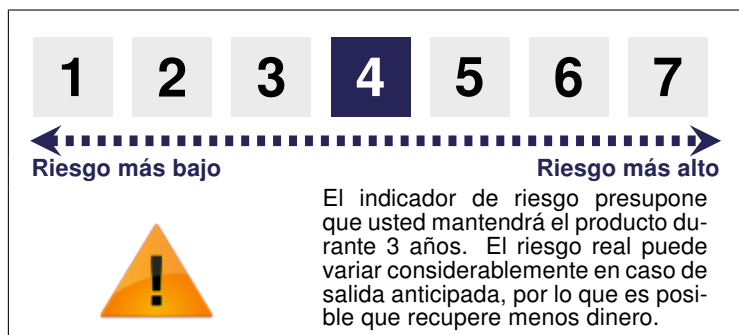 1 2 3 4 5 6 7
Riesgo más bajo Riesgo más alto
El indicador de riesgo presupone
que usted mantendrá el producto du-
rante 3 años. El riesgo real puede
variar considerablemente en caso de
salida anticipada, por lo que es posi-
ble que recupere menos dinero.
!